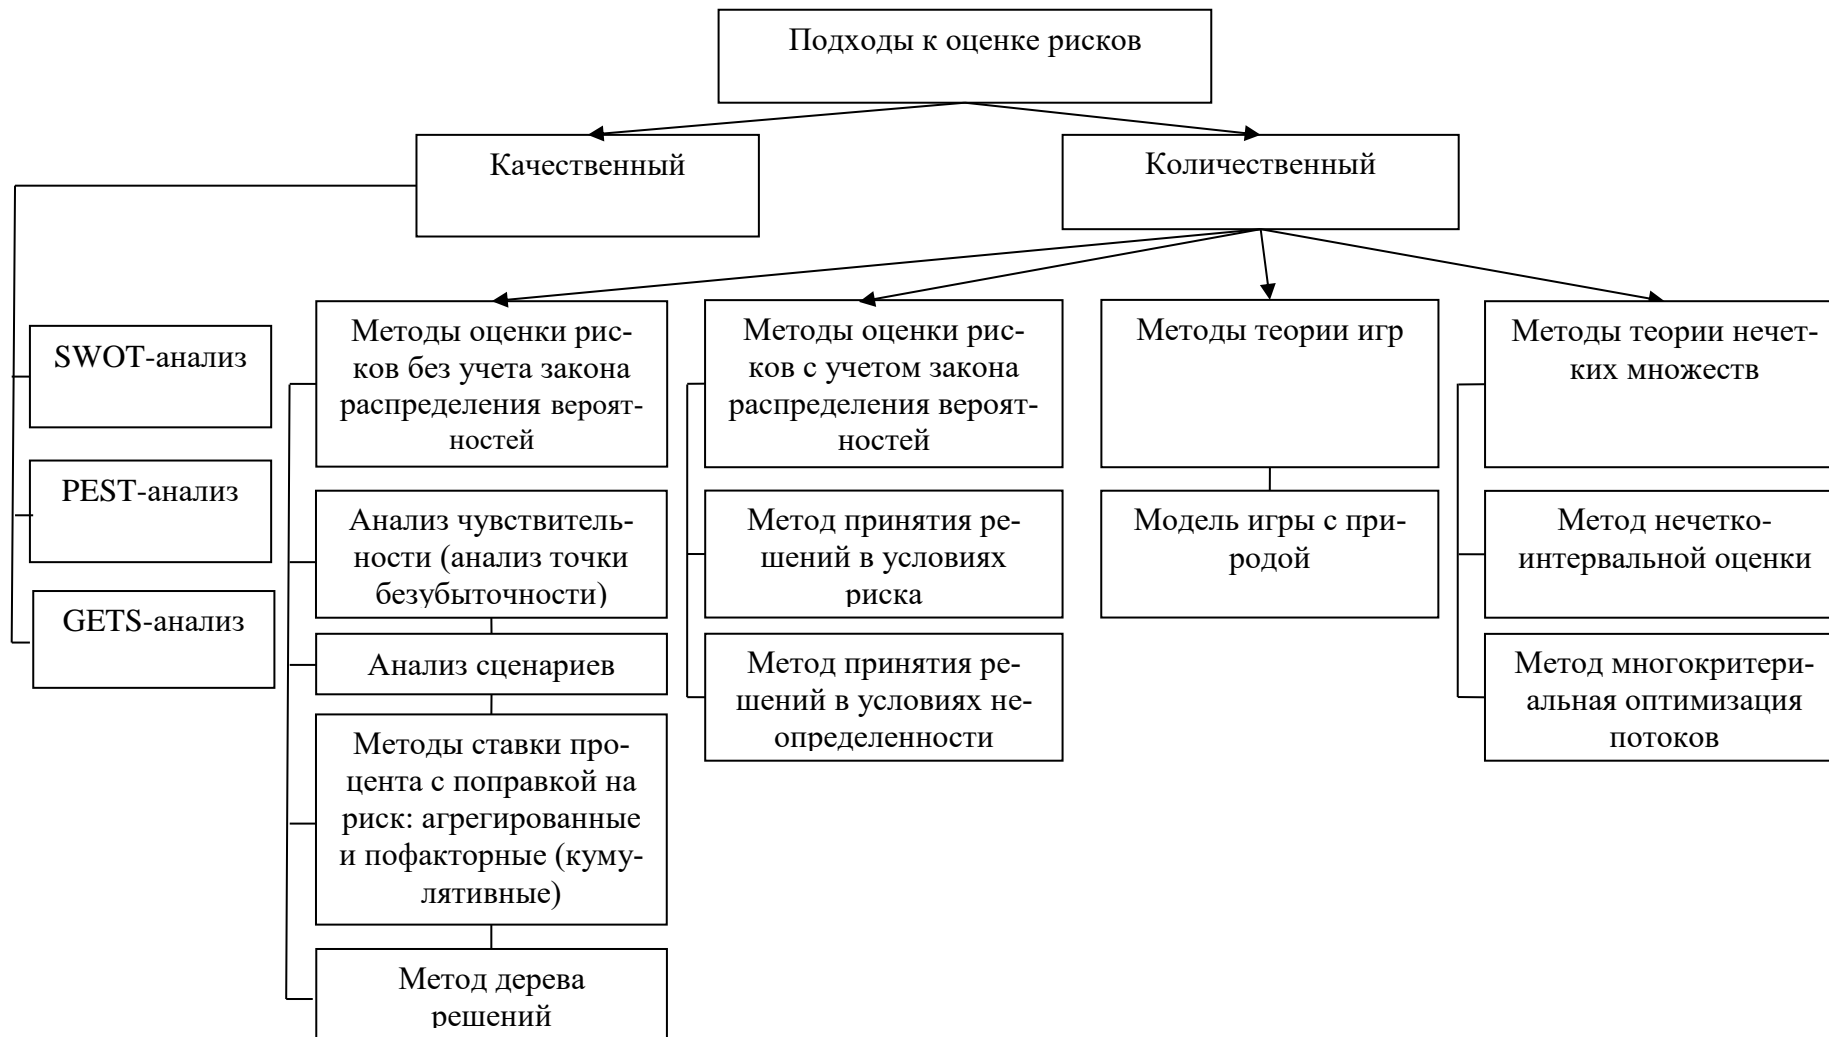 Подходы к оценке рисков
Качественный
Количественный
SWOT-анализ
PEST-анализ
GETS-анализ
Методы оценки рис-
ков без учета закона
распределения вероят-
ностей
Анализ чувствитель-
ности (анализ точки
безубыточности)
Анализ сценариев
Методы ставки про-
цента с поправкой на
риск: агрегированные
и пофакторные (куму-
лятивные)
Метод дерева
решений
Методы оценки рис-
ков с учетом закона
распределения вероят-
ностей
Метод принятия ре-
шений в условиях
риска
Метод принятия ре-
шений в условиях не-
определенности
Методы теории игр
Модель игры с при-
родой
Методы теории нечет-
ких множеств
Метод нечетко-
интервальной оценки
Метод многокритери-
альная оптимизация
потоков